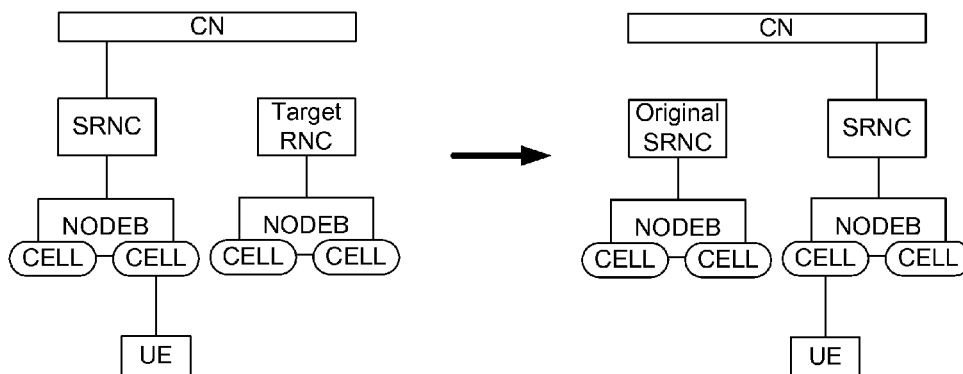 CN
SRNC
Target
RNC
NODEB
CELL
CELL
NODEB
CELL
CELL
UE
CN
Original
SRNC
SRNC
NODEB
CELL
CELL
NODEB
CELL
CELL
UE